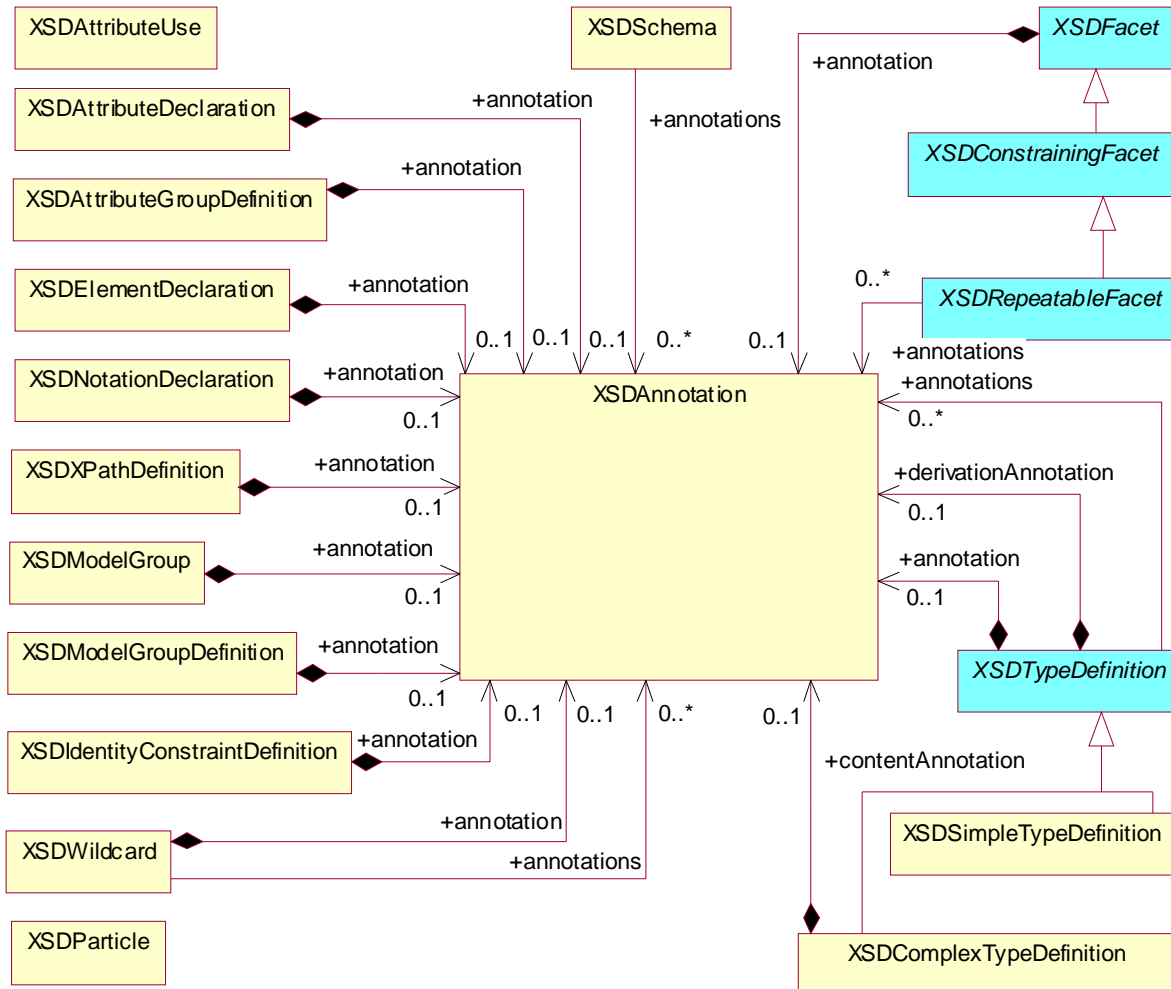 XSDAttributeUse
XSDSchema
XSDFacet
+annotation
XSDAttributeDeclaration
+annotation
+annotations
XSDConstrainingFacet
XSDAttributeGroupDefinition
+annotation
XSDElementDeclaration
+annotation
0..*
XSDRepeatableFacet
0..1
0..1
0..1
0..*
0..1
+annotations
XSDNotationDeclaration
+annotation
0..1
XSDAnnotation
+annotations
0..*
XSDXPathDefinition
+annotation
0..1
+derivationAnnotation
0..1
XSDModelGroup
+annotation
0..1
+annotation
0..1
XSDModelGroupDefinition
+annotation
0..1
XSDTypeDefinition
0..1
0..1
0..*
0..1
XSDIdentityConstraintDefinition
+annotation
+contentAnnotation
XSDWildcard
+annotation
+annotations
XSDSimpleTypeDefinition
XSDParticle
XSDComplexTypeDefinition